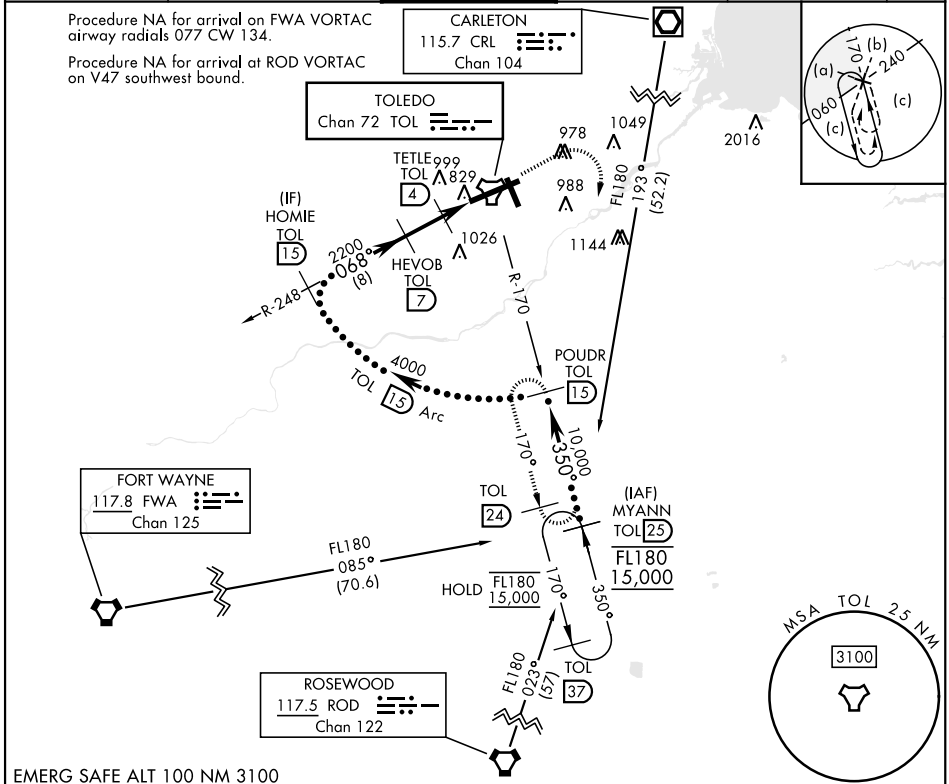 Procedure NA for arrival on FWA VORTAC
airway radials 077 CW 134.
Procedure NA for arrival at ROD VORTAC
on V47 southwest bound.
CARLETON
115.7 CRL
Chan 104
TOLEDO
Chan 72 TOL
170
(b)
240
(a)
060
(c)
(c)
2016
1049
978
988
1144
FL180
193°
(52.2)
TETLE
TOL
4
999
829
1026
(IF)
HOMIE
TOL
15
2200
068°
(8)
HEVOB
TOL
7
R-248
R-170
POUDR
TOL
15
4000
TOL 15 Arc
170°
10,000
350°
FORT WAYNE
117.8 FWA
Chan 125
TOL
24
(IAF)
MYANN
TOL 25
FL180
15,000
FL180
085°
(70.6)
HOLD
FL180
15,000
170°
350°
TOL
37
FL180
023°
(57)
ROSEWOOD
117.5 ROD
Chan 122
MSA TOL 25 NM
3100
EMERG SAFE ALT 100 NM 3100